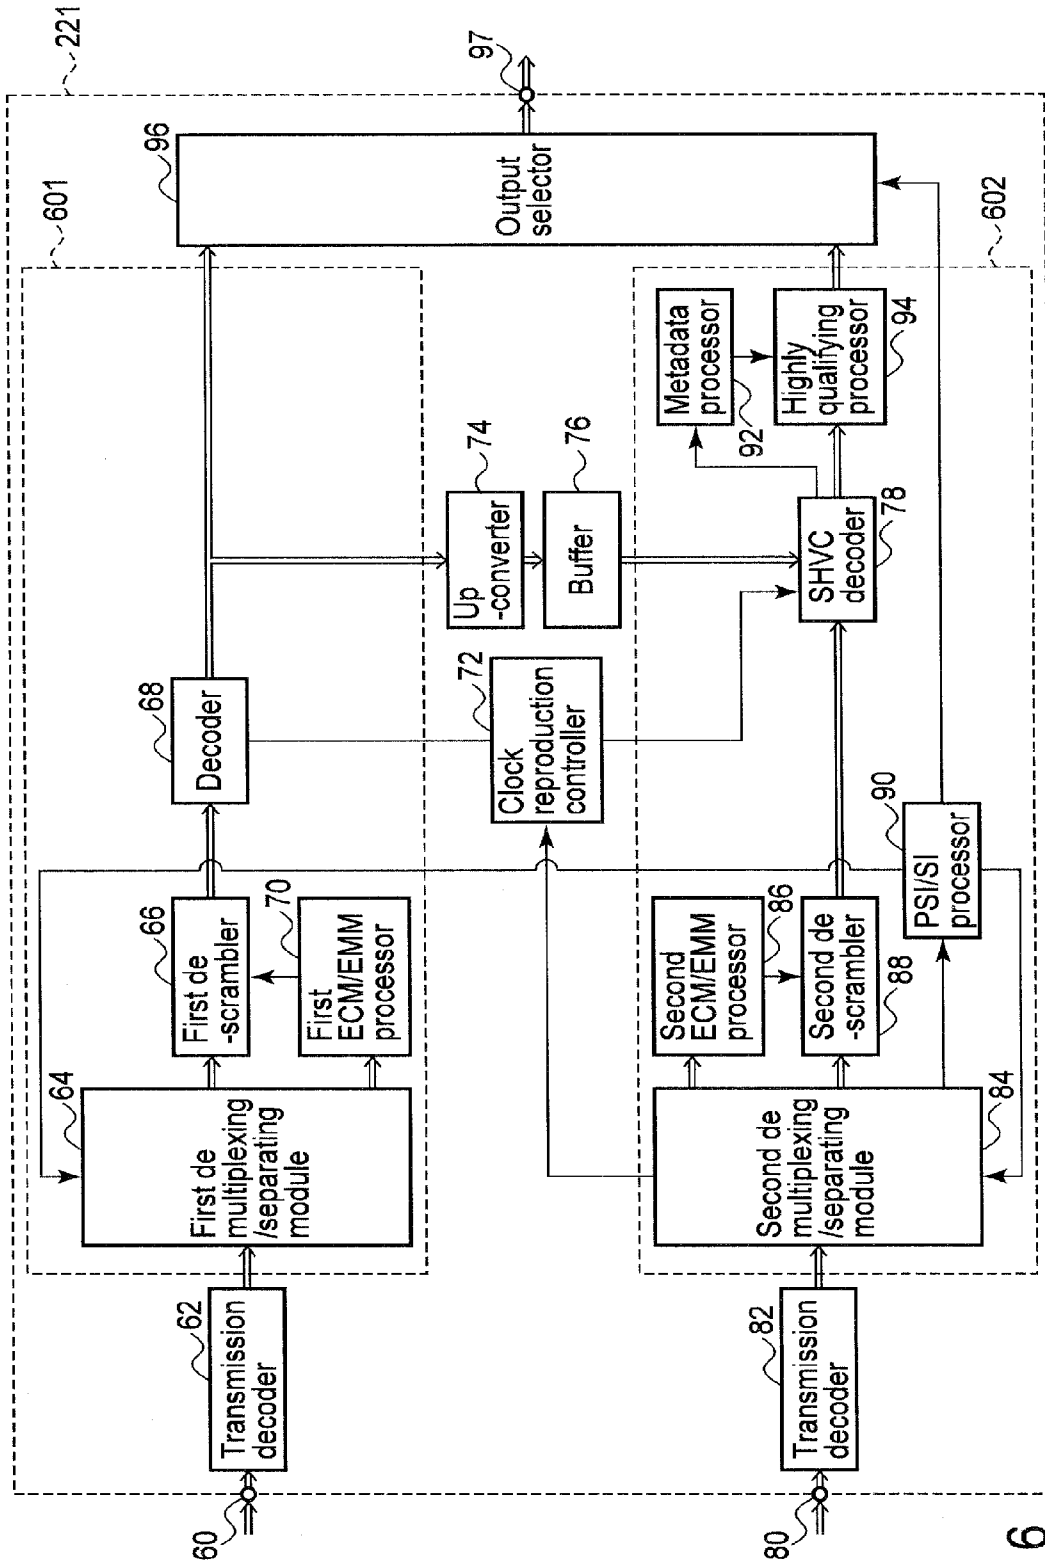 221
601
96
Output
selector
97
60
62
Transmission
decoder
64
First de
multiplexing
/separating
module
66
First de
-scrambler
70
First
ECM/EMM
processor
68
Decoder
72
Clock
reproduction
controller
74
Up
-converter
76
Buffer
602
80
82
Transmission
decoder
84
Second de
multiplexing
/separating
module
86
Second
ECM/EMM
processor
88
Second de
-scrambler
90
PSI/SI
processor
78
SHVC
decoder
92
Metadata
processor
94
Highly
qualifying
processor
6